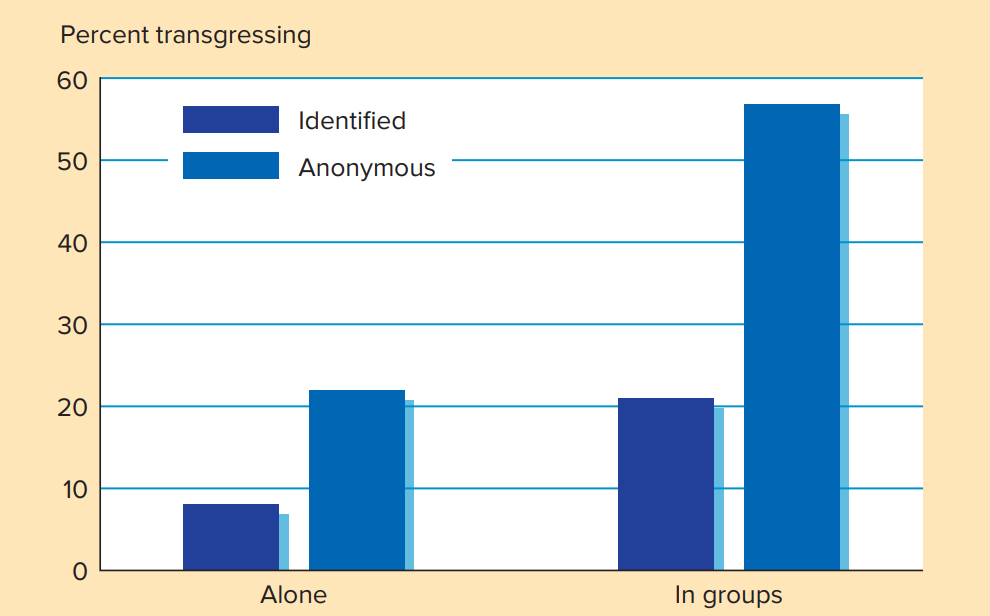 Percent transgressing
60
Identified
50
Anonymous
40
30
20
10
0
Alone
In groups